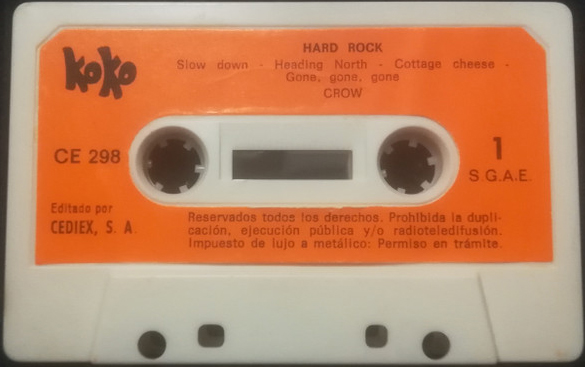 koko
HARD ROCK
Slow down - Heading North - Cottage cheese -
Gone, gone, gone
CROW
CE 298
1
S.G.A.E.
Editado por
CEDIEX, S. A.
Reservados todos los derechos. Prohibida la dupli-
cación, ejecución pública y/o radioteledifusión.
Impuesto de lujo a metálico: Permiso en trámite.